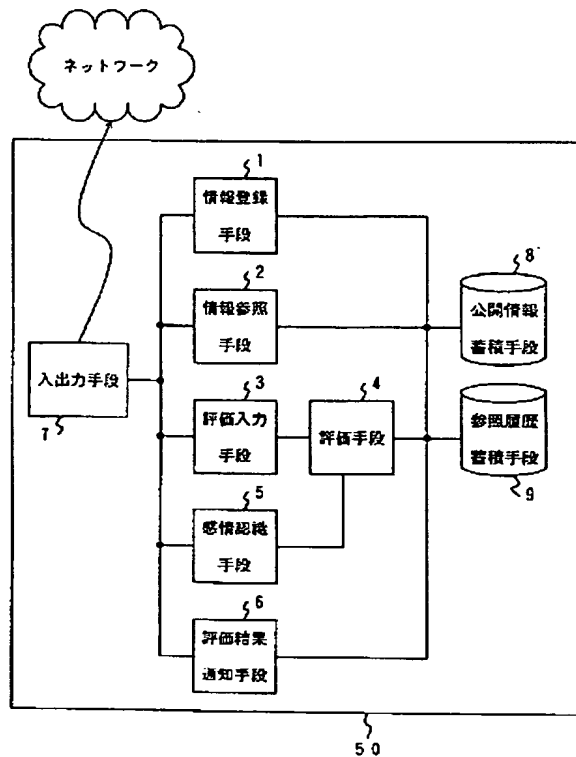 ネットワーク
1
情報登録
手段
2
情報参照
手段
入出力手段
7
3
評価入力
手段
4
評価手段
5
感情認識
手段
6
評価結果
通知手段
8
公開情報
蓄積手段
参照履歴
蓄積手段
9
50